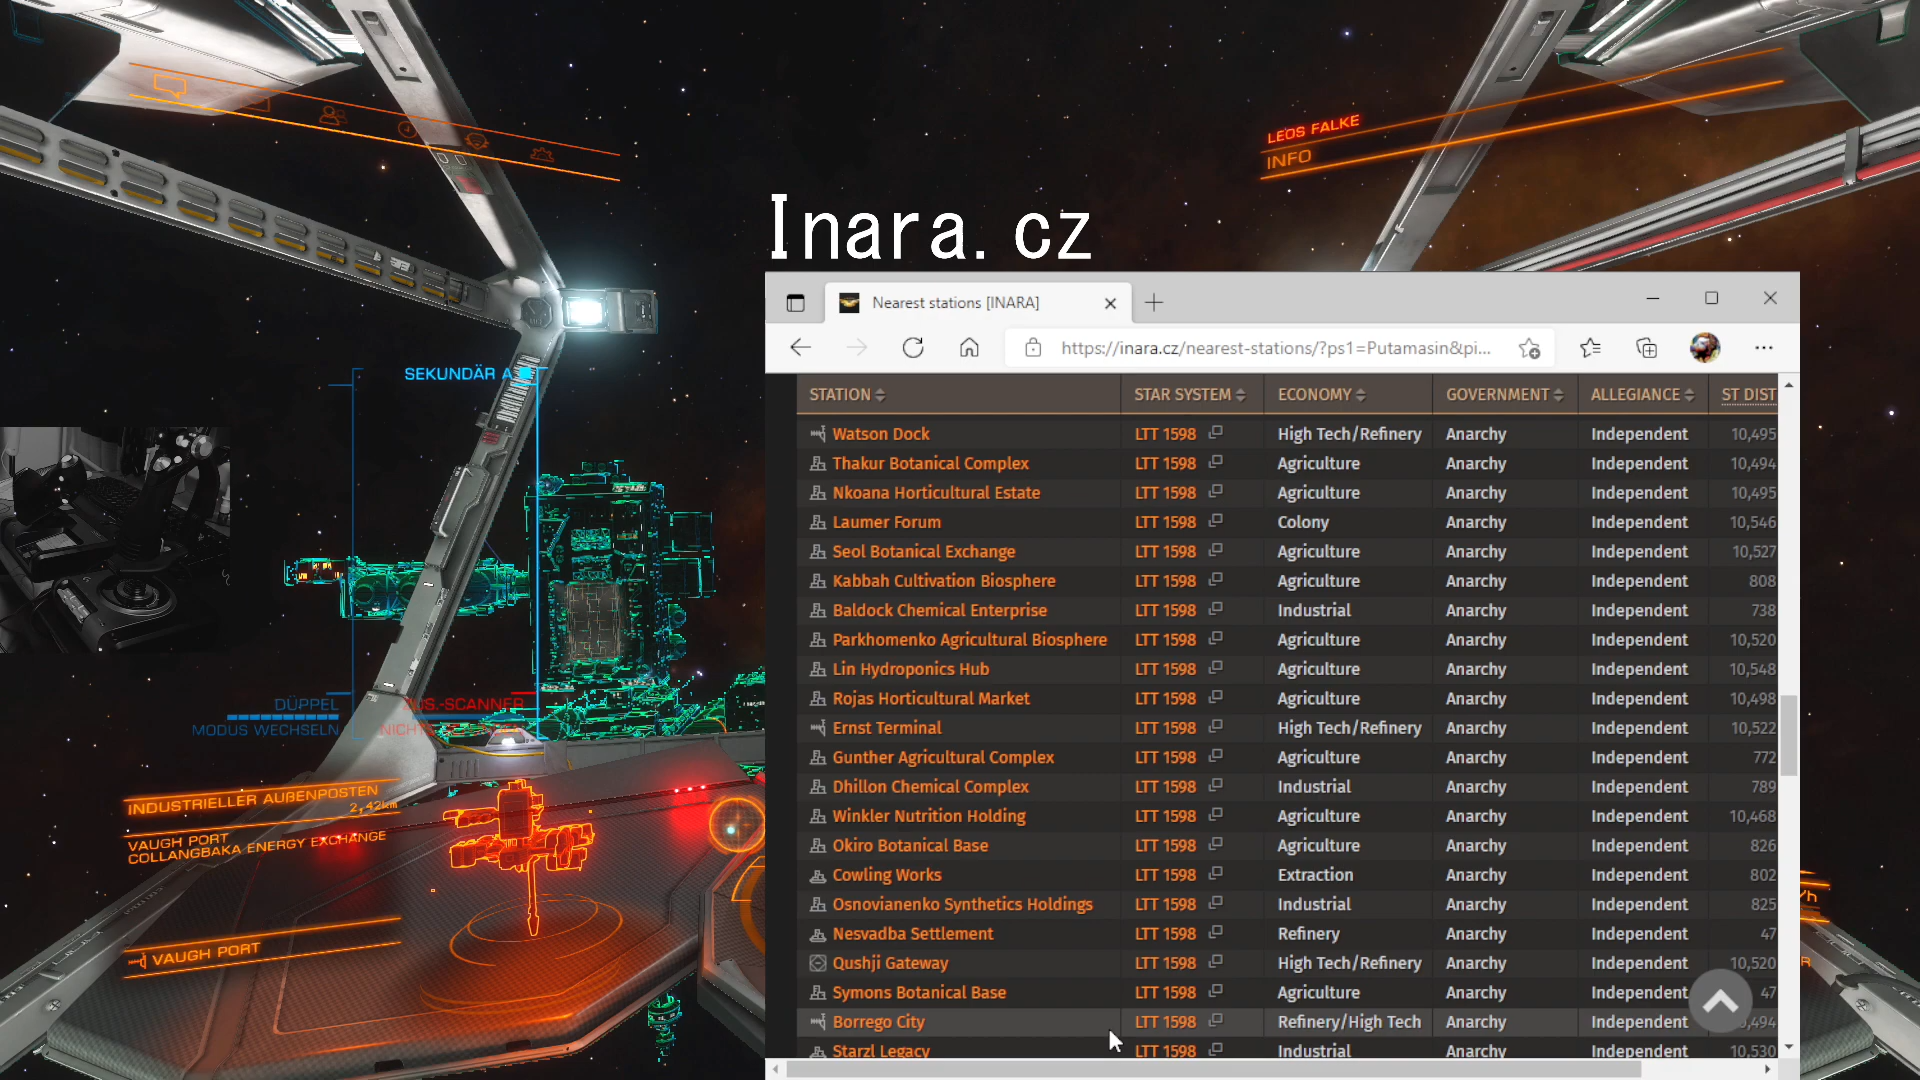 LEOS FALKE
INFO
Inara.cz
Nearest stations [INARA]
https://inara.cz/nearest-stations/?ps1=Putamasin&pi...
STATION STAR SYSTEM ECONOMY GOVERNMENT ALLEGIANCE ST DIST
Watson Dock LTT 1598 High Tech/Refinery Anarchy Independent 10,495
Thakur Botanical Complex LTT 1598 Agriculture Anarchy Independent 10,494
Nkoana Horticultural Estate LTT 1598 Agriculture Anarchy Independent 10,495
Laumer Forum LTT 1598 Colony Anarchy Independent 10,546
Seol Botanical Exchange LTT 1598 Agriculture Anarchy Independent 10,527
Kabbah Cultivation Biosphere LTT 1598 Agriculture Anarchy Independent 808
Baldock Chemical Enterprise LTT 1598 Industrial Anarchy Independent 738
Parkhomenko Agricultural Biosphere LTT 1598 Agriculture Anarchy Independent 10,520
Lin Hydroponics Hub LTT 1598 Agriculture Anarchy Independent 10,548
Rojas Horticultural Market LTT 1598 Agriculture Anarchy Independent 10,498
Ernst Terminal LTT 1598 High Tech/Refinery Anarchy Independent 10,522
Gunther Agricultural Complex LTT 1598 Agriculture Anarchy Independent 772
Dhillon Chemical Complex LTT 1598 Industrial Anarchy Independent 789
Winkler Nutrition Holding LTT 1598 Agriculture Anarchy Independent 10,468
Okiro Botanical Base LTT 1598 Agriculture Anarchy Independent 826
Cowling Works LTT 1598 Extraction Anarchy Independent 802
Osnovianenko Synthetics Holdings LTT 1598 Industrial Anarchy Independent 825
Nesvadba Settlement LTT 1598 Refinery Anarchy Independent 47
Qushji Gateway LTT 1598 High Tech/Refinery Anarchy Independent 10,520
Symons Botanical Base LTT 1598 Agriculture Anarchy Independent 47
Borrego City LTT 1598 Refinery/High Tech Anarchy Independent
Starzl Legacy LTT 1598 Industrial Anarchy Independent 10,530
SEKUNDÄR A
DÜPPEL
MODUS WECHSELN
INDUSTRIELLER AUßENPOSTEN
2,42km
VAUGH PORT
COLLANGBAKA ENERGY EXCHANGE
VAUGH PORT